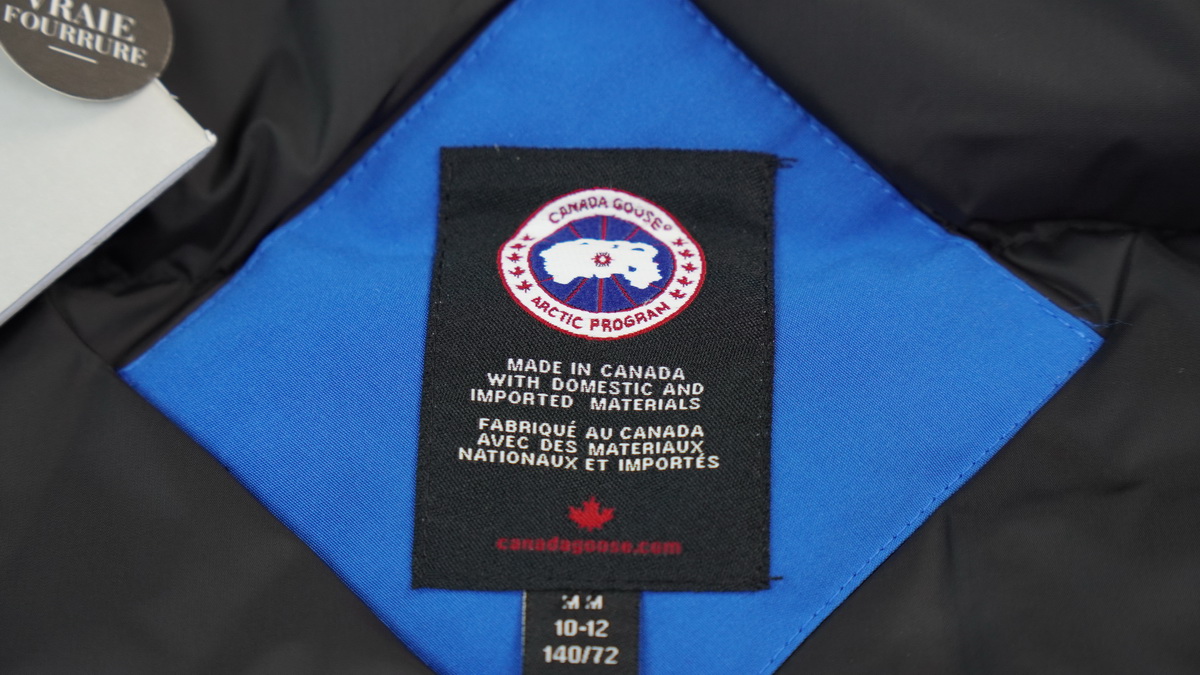 VRAIE
FOURRURE
CANADA GOOSE®
ARCTIC PROGRAM
MADE IN CANADA
WITH DOMESTIC AND
IMPORTED MATERIALS
FABRIQUÉ AU CANADA
AVEC DES MATERIAUX
NATIONAUX ET IMPORTÉS
canadagoose.com
M M
10-12
140/72